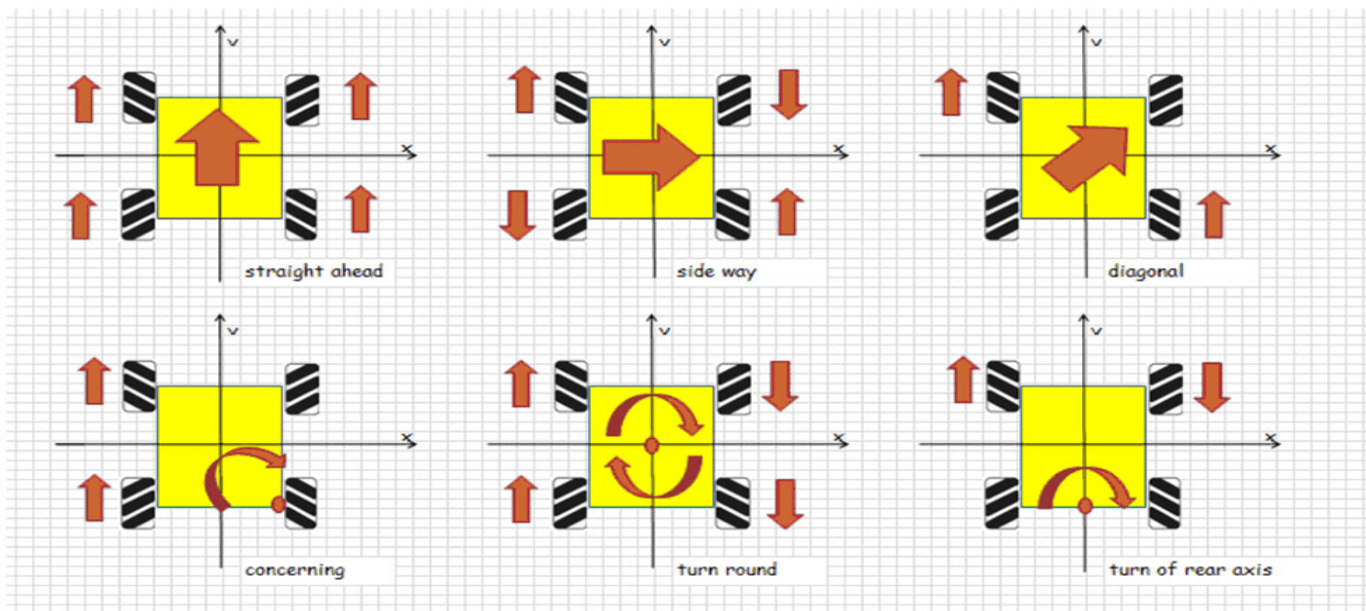 v
v
v
x
x
x
straight ahead
side way
diagonal
v
v
v
x
x
x
concerning
turn round
turn of rear axis